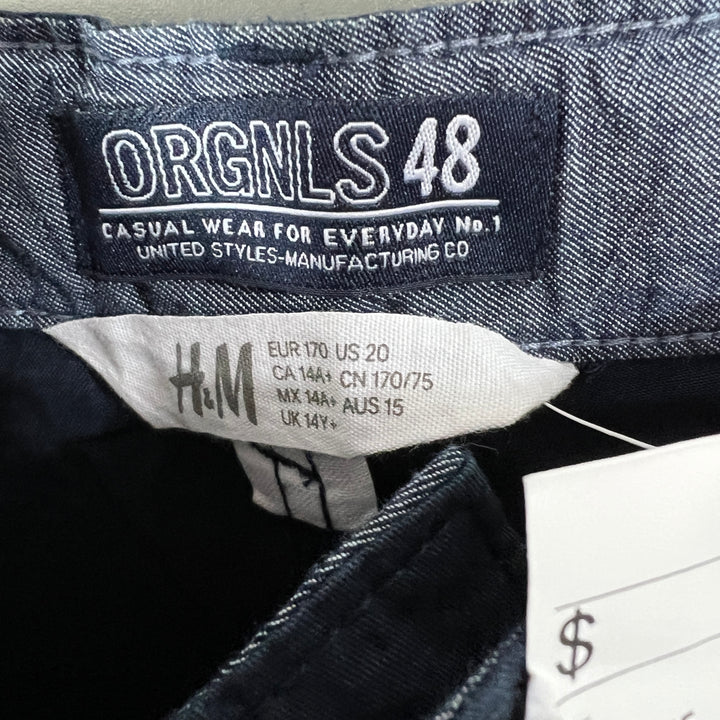 ORGNLS 48
CASUAL WEAR FOR EVERYDAY No.1
UNITED STYLES-MANUFACTURING CO
H&M
EUR 170 US 20
CA 14A+ CN 170/75
MX 14A+ AUS 15
UK 14Y+
$